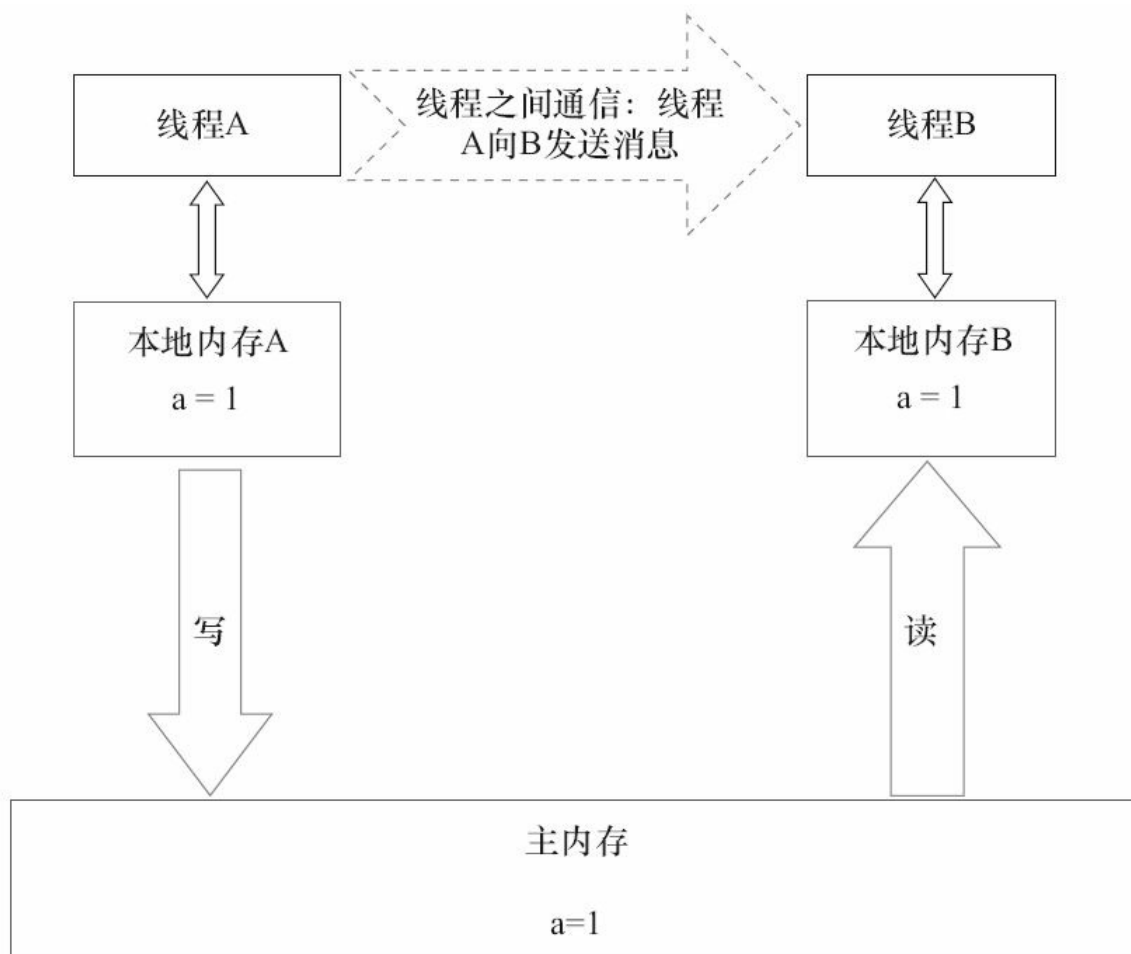 线程A
线程之间通信：线程
A向B发送消息
线程B
本地内存A
a = 1
本地内存B
a = 1
写
读
主内存
a=1